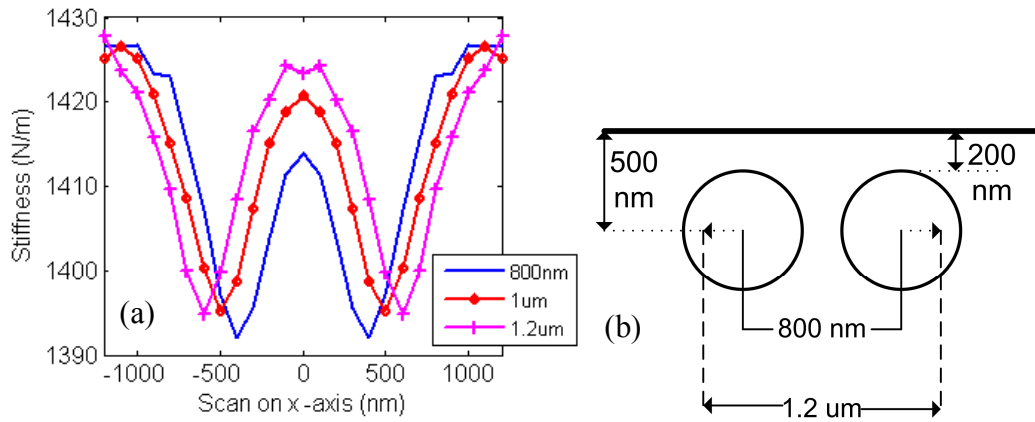 1430
1420
1410
1400
1390
Stiffness (N/m)
(a)
800nm
1um
1.2um
-1000
-500
0
500
1000
Scan on x -axis (nm)
500
nm
200
nm
800 nm
(b)
1.2 um